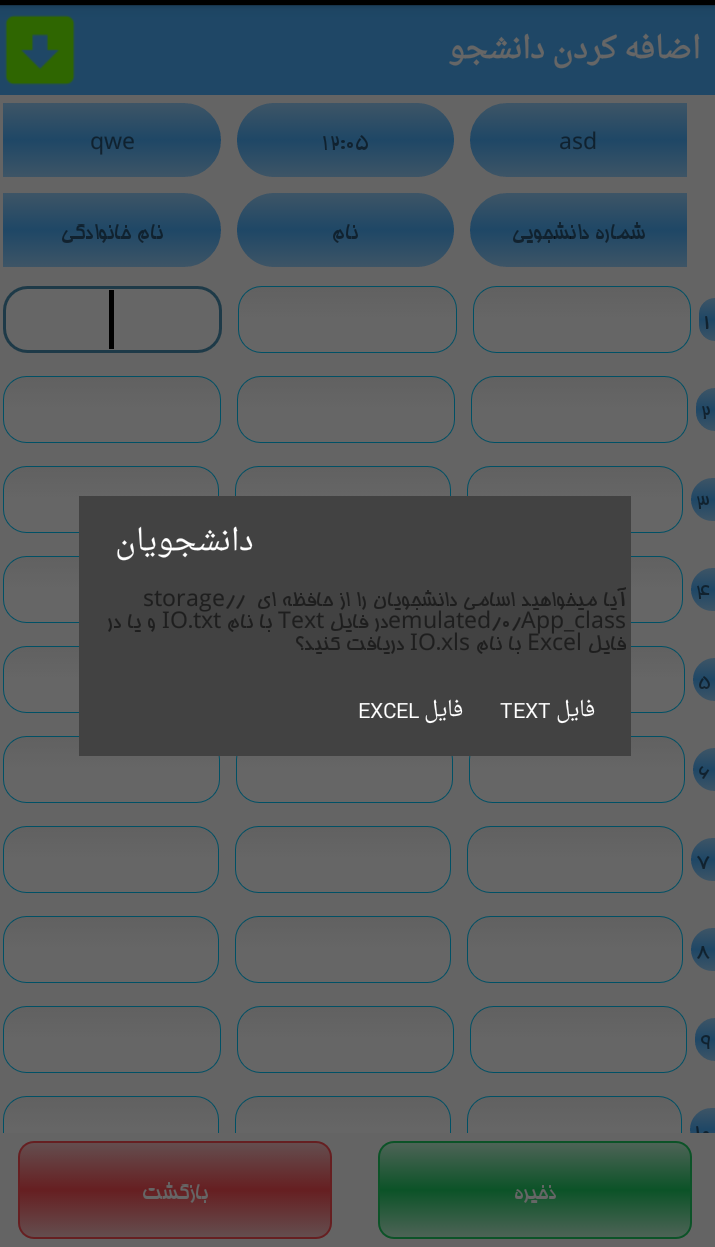 اضافه کردن دانشجو
asd
۱۲:۰۵
qwe
شماره دانشجویی
نام
نام خانوادگی
۱
۲
۳
۴
۵
۶
۷
۸
۹
۱۰
دانشجویان
آیا میخواهید اسامی دانشجویان را از حافظه ای storage//
emulated/۰/App_classدر فایل Text با نام IO.txt و یا در
فایل Excel با نام IO.xls دریافت کنید؟
فایل TEXT
فایل EXCEL
ذخیره
بازگشت